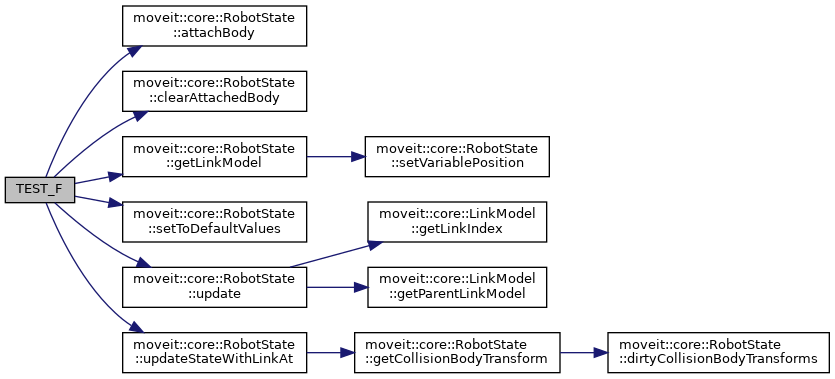 moveit::core::RobotState
::attachBody
moveit::core::RobotState
::clearAttachedBody
moveit::core::RobotState
::getLinkModel
moveit::core::RobotState
::setVariablePosition
TEST_F
moveit::core::RobotState
::setToDefaultValues
moveit::core::LinkModel
::getLinkIndex
moveit::core::RobotState
::update
moveit::core::LinkModel
::getParentLinkModel
moveit::core::RobotState
::updateStateWithLinkAt
moveit::core::RobotState
::getCollisionBodyTransform
moveit::core::RobotState
::dirtyCollisionBodyTransforms